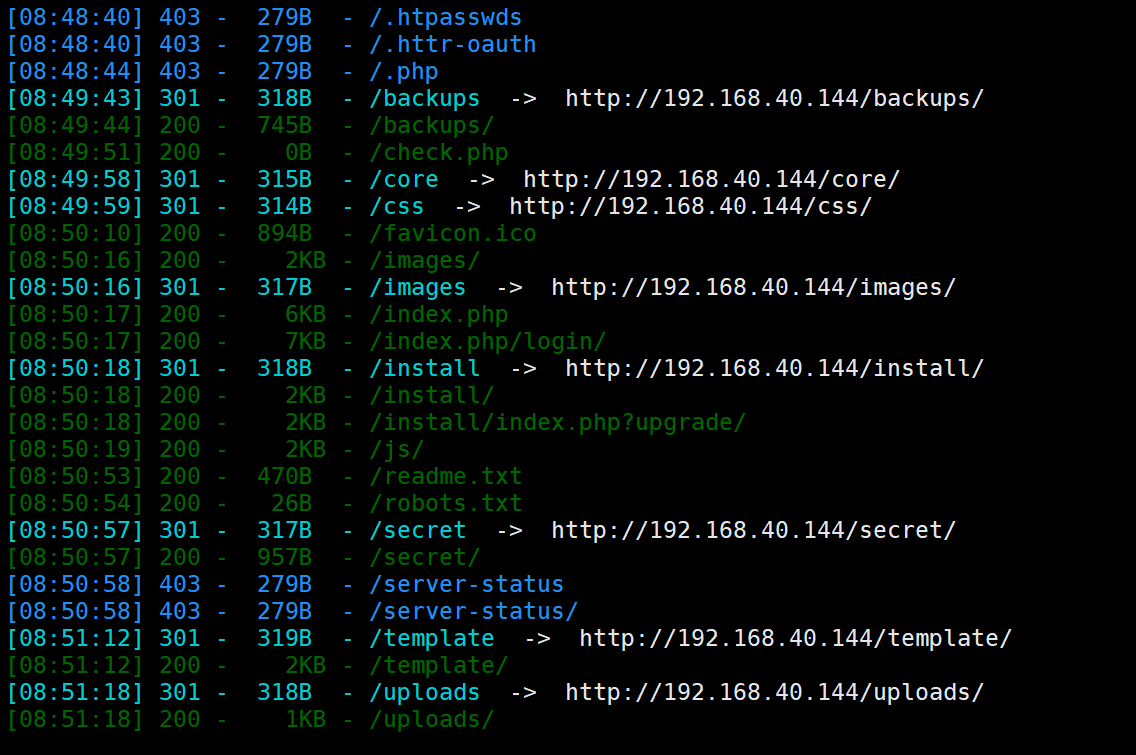 [08:48:40] 403 -  279B  - /.htpasswds
[08:48:40] 403 -  279B  - /.httr-oauth
[08:48:44] 403 -  279B  - /.php
[08:49:43] 301 -  318B  - /backups  ->  http://192.168.40.144/backups/
[08:49:44] 200 -  745B  - /backups/
[08:49:51] 200 -    0B  - /check.php
[08:49:58] 301 -  315B  - /core  ->  http://192.168.40.144/core/
[08:49:59] 301 -  314B  - /css  ->  http://192.168.40.144/css/
[08:50:10] 200 -  894B  - /favicon.ico
[08:50:16] 200 -    2KB - /images/
[08:50:16] 301 -  317B  - /images  ->  http://192.168.40.144/images/
[08:50:17] 200 -    6KB - /index.php
[08:50:17] 200 -    7KB - /index.php/login/
[08:50:18] 301 -  318B  - /install  ->  http://192.168.40.144/install/
[08:50:18] 200 -    2KB - /install/
[08:50:18] 200 -    2KB - /install/index.php?upgrade/
[08:50:19] 200 -    2KB - /js/
[08:50:53] 200 -  470B  - /readme.txt
[08:50:54] 200 -   26B  - /robots.txt
[08:50:57] 301 -  317B  - /secret  ->  http://192.168.40.144/secret/
[08:50:57] 200 -  957B  - /secret/
[08:50:58] 403 -  279B  - /server-status
[08:50:58] 403 -  279B  - /server-status/
[08:51:12] 301 -  319B  - /template  ->  http://192.168.40.144/template/
[08:51:12] 200 -    2KB - /template/
[08:51:18] 301 -  318B  - /uploads  ->  http://192.168.40.144/uploads/
[08:51:18] 200 -    1KB - /uploads/